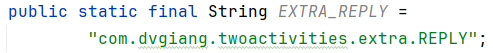 public static final String EXTRA_REPLY =
"com.dvgiang.twoactivities.extra.REPLY";